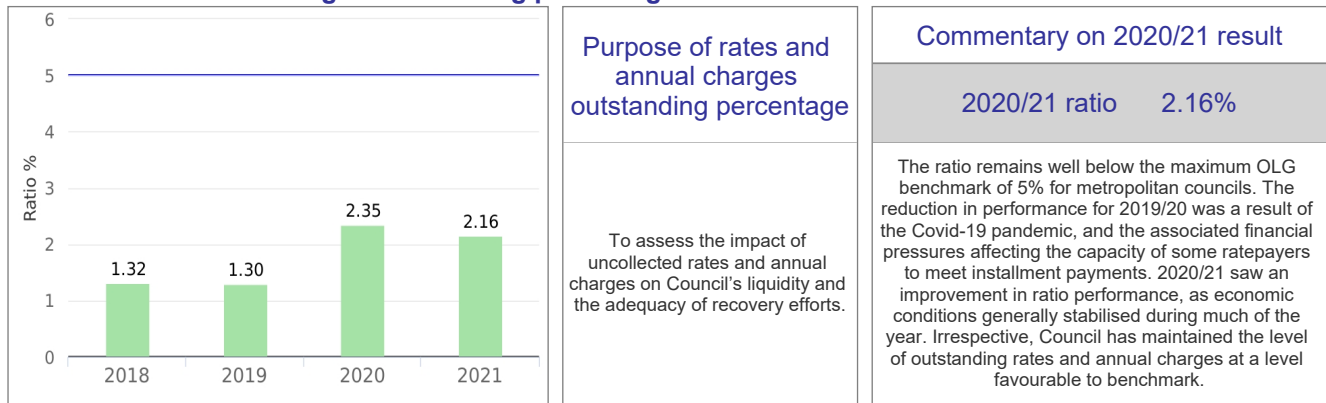 6
5
4
3
2
1
0
Ratio %
1.32
1.30
2.35
2.16
2018
2019
2020
2021
Purpose of rates and
annual charges
outstanding percentage
To assess the impact of
uncollected rates and annual
charges on Council’s liquidity and
the adequacy of recovery efforts.
Commentary on 2020/21 result
2020/21 ratio 2.16%
The ratio remains well below the maximum OLG
benchmark of 5% for metropolitan councils. The
reduction in performance for 2019/20 was a result of
the Covid-19 pandemic, and the associated financial
pressures affecting the capacity of some ratepayers
to meet installment payments. 2020/21 saw an
improvement in ratio performance, as economic
conditions generally stabilised during much of the
year. Irrespective, Council has maintained the level
of outstanding rates and annual charges at a level
favourable to benchmark.